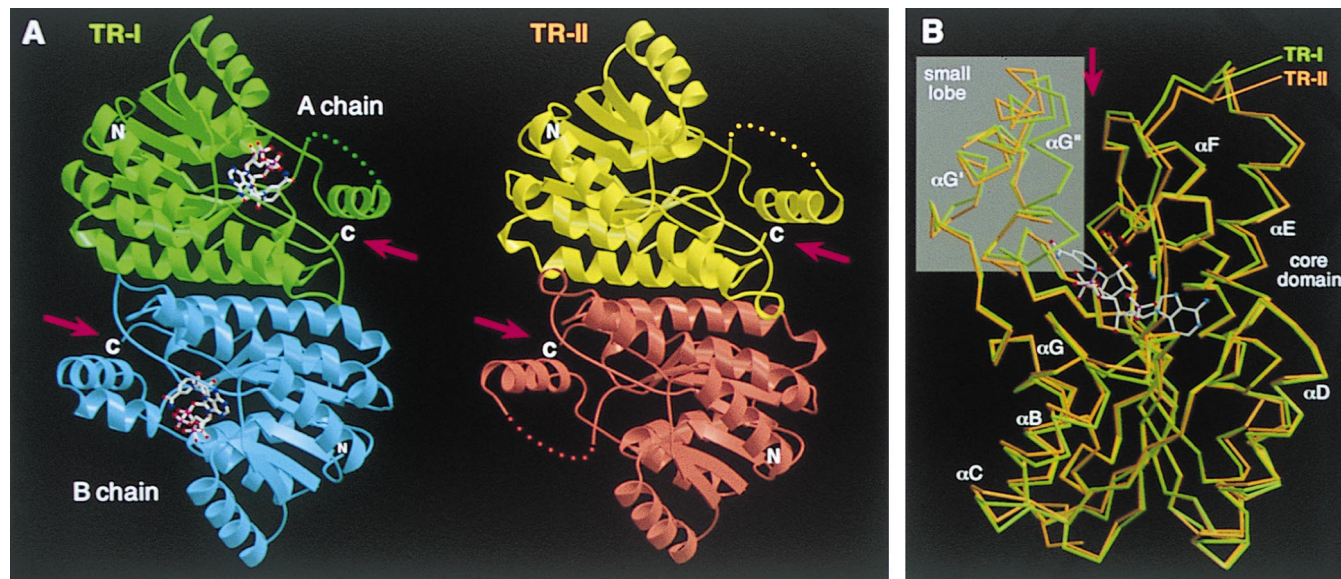 A
TR-I
TR-II
A chain
N
N
C
C
C
C
B chain
N
N
B
small
lobe
TR-I
TR-II
αG"
αG'
αF
αE
core
domain
αG
αB
αC
αD